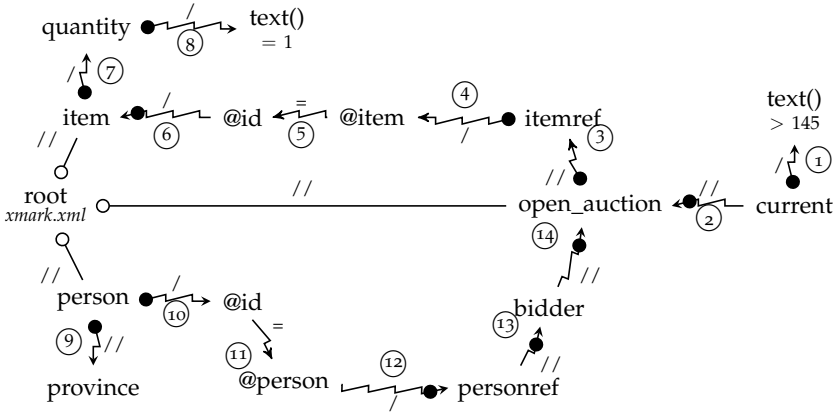 quantity / ⑧ text()
= 1
/ ⑦
item / ⑥ @id = ⑤ @item ④ / itemref
text()
> 145
③
/ ①
//
root
xmark.xml
//
//
open_auction // ② current
⑭
//
//
person / ⑩ @id
bidder
⑨ //
=
⑪
⑬ //
province
@person ⑫ / personref